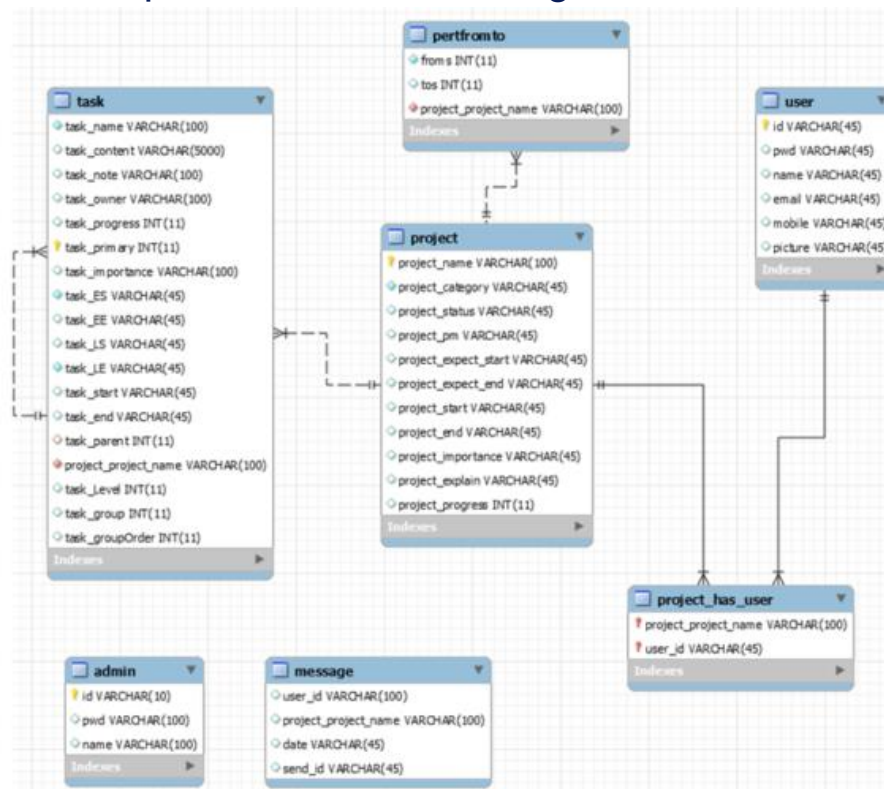 pertfromto
froms INT(11)
tos INT(11)
project_project_name VARCHAR(100)
Indexes
task
task_name VARCHAR(100)
task_content VARCHAR(5000)
task_note VARCHAR(100)
task_owner VARCHAR(100)
task_progress INT(11)
task_primary INT(11)
task_importance VARCHAR(100)
task_ES VARCHAR(45)
task_EE VARCHAR(45)
task_LS VARCHAR(45)
task_LE VARCHAR(45)
task_start VARCHAR(45)
task_end VARCHAR(45)
task_parent INT(11)
project_project_name VARCHAR(100)
task_Level INT(11)
task_group INT(11)
task_groupOrder INT(11)
Indexes
user
id VARCHAR(45)
pwd VARCHAR(45)
name VARCHAR(45)
email VARCHAR(45)
mobile VARCHAR(45)
picture VARCHAR(45)
Indexes
project
project_name VARCHAR(100)
project_category VARCHAR(45)
project_status VARCHAR(45)
project_pm VARCHAR(45)
project_expect_start VARCHAR(45)
project_expect_end VARCHAR(45)
project_start VARCHAR(45)
project_end VARCHAR(45)
project_importance VARCHAR(45)
project_explain VARCHAR(45)
project_progress INT(11)
Indexes
project_has_user
project_project_name VARCHAR(100)
user_id VARCHAR(45)
Indexes
admin
id VARCHAR(10)
pwd VARCHAR(100)
name VARCHAR(100)
Indexes
message
user_id VARCHAR(100)
project_project_name VARCHAR(100)
date VARCHAR(45)
send_id VARCHAR(45)